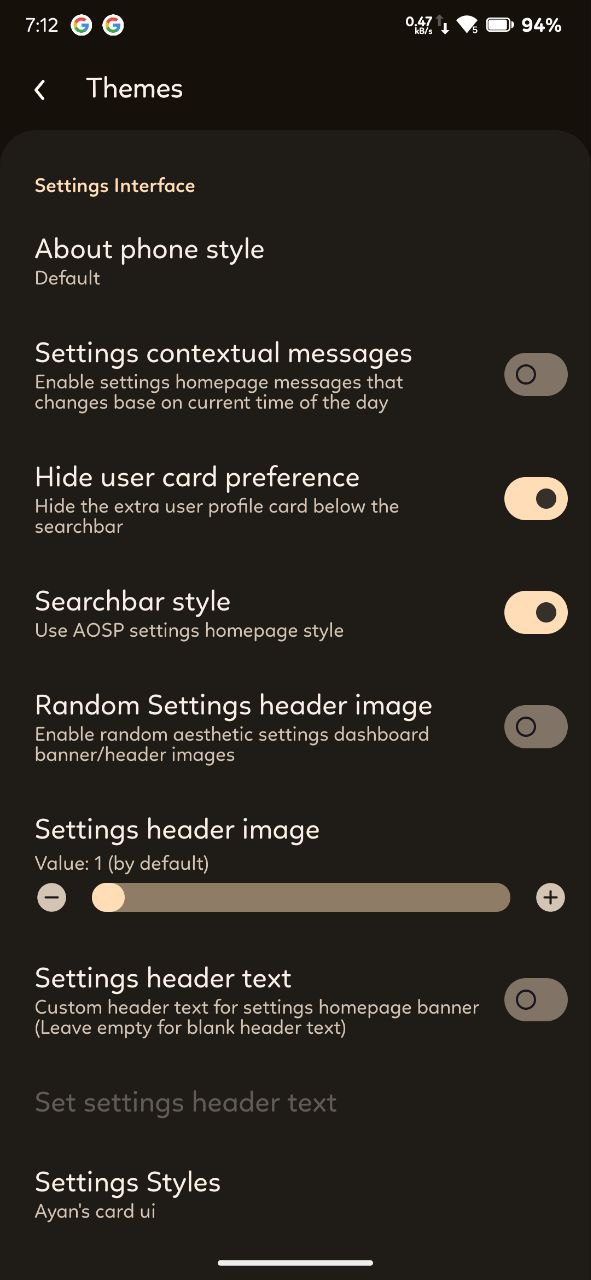 7:12 G G 0.47 kB/s 5 94%
Themes
Settings Interface
About phone style
Default
Settings contextual messages
Enable settings homepage messages that
changes base on current time of the day
Hide user card preference
Hide the extra user profile card below the
searchbar
Searchbar style
Use AOSP settings homepage style
Random Settings header image
Enable random aesthetic settings dashboard
banner/header images
Settings header image
Value: 1 (by default)
Settings header text
Custom header text for settings homepage banner
(Leave empty for blank header text)
Set settings header text
Settings Styles
Ayan's card ui